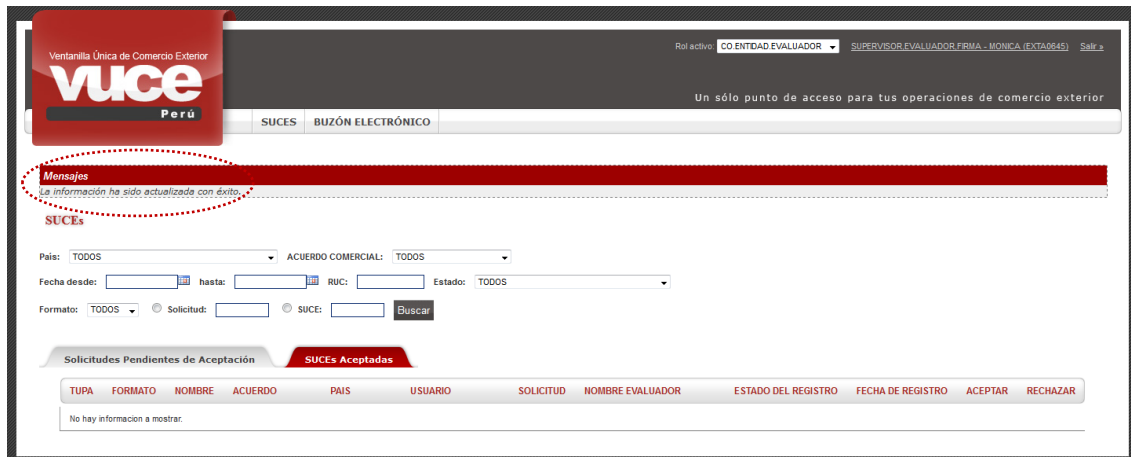 Ventanilla Única de Comercio Exterior
vuce
Perú
Rol activo: CO.ENTIDAD.EVALUADOR SUPERVISOR.EVALUADOR.FIRMA - MONICA (EXTA0645) Salir »
Un sólo punto de acceso para tus operaciones de comercio exterior
SUCES BUZÓN ELECTRÓNICO
Mensajes
La información ha sido actualizada con éxito.
SUCEs
Pais: TODOS ACUERDO COMERCIAL: TODOS
Fecha desde: hasta: RUC: Estado: TODOS
Formato: TODOS Solicitud: SUCE: Buscar
Solicitudes Pendientes de Aceptación SUCEs Aceptadas
TUPA FORMATO NOMBRE ACUERDO PAIS USUARIO SOLICITUD NOMBRE EVALUADOR ESTADO DEL REGISTRO FECHA DE REGISTRO ACEPTAR RECHAZAR
No hay informacion a mostrar.